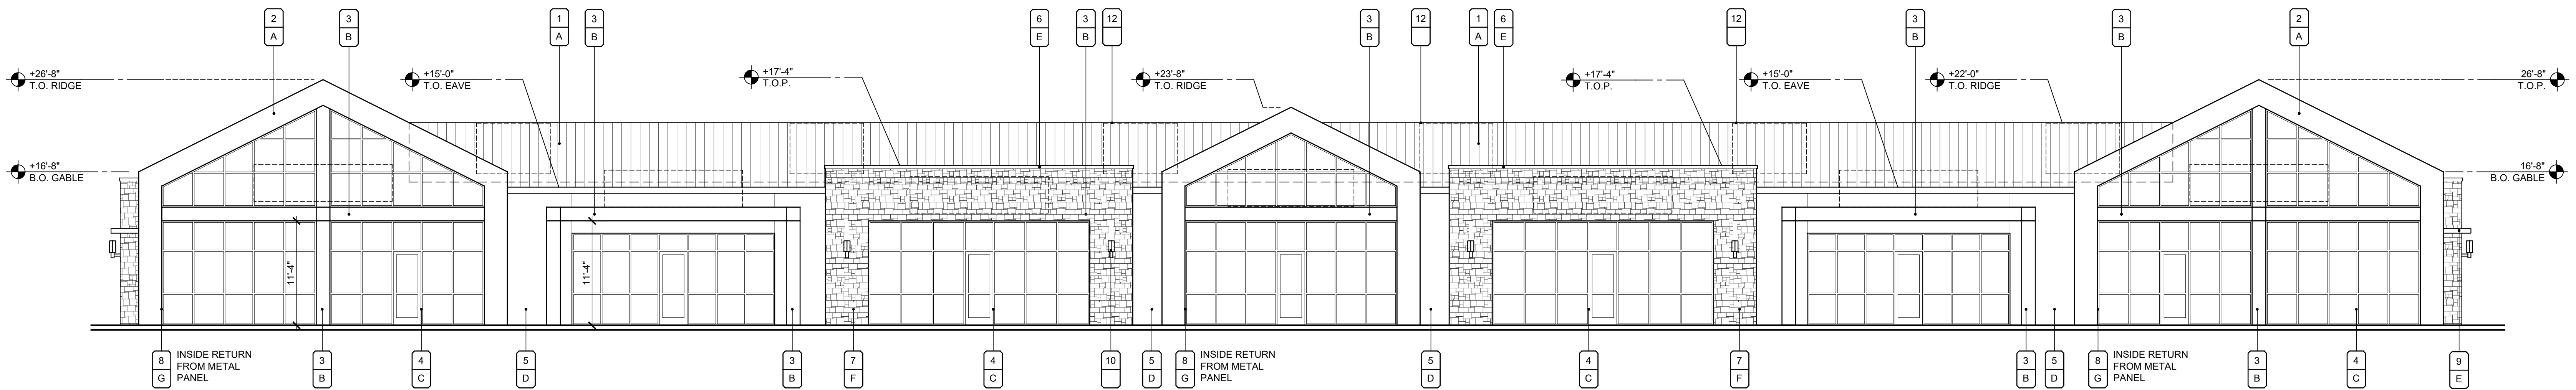 2
A
3
B
1
A
3
B
6
E
3
B
12
3
B
12
1
A
6
E
12
3
B
3
B
2
A
+26'-8"
T.O. RIDGE
+15'-0"
T.O. EAVE
+17'-4"
T.O.P.
+23'-8"
T.O. RIDGE
+17'-4"
T.O.P.
+15'-0"
T.O. EAVE
+22'-0"
T.O. RIDGE
26'-8"
T.O.P.
+16'-8"
B.O. GABLE
16'-8"
B.O. GABLE
11'-4"
11'-4"
8
G
INSIDE RETURN
FROM METAL
PANEL
3
B
4
C
5
D
3
B
7
F
4
C
10
5
D
8
G
INSIDE RETURN
FROM METAL
PANEL
5
D
4
C
7
F
3
B
5
D
8
G
INSIDE RETURN
FROM METAL
PANEL
3
B
4
C
9
E